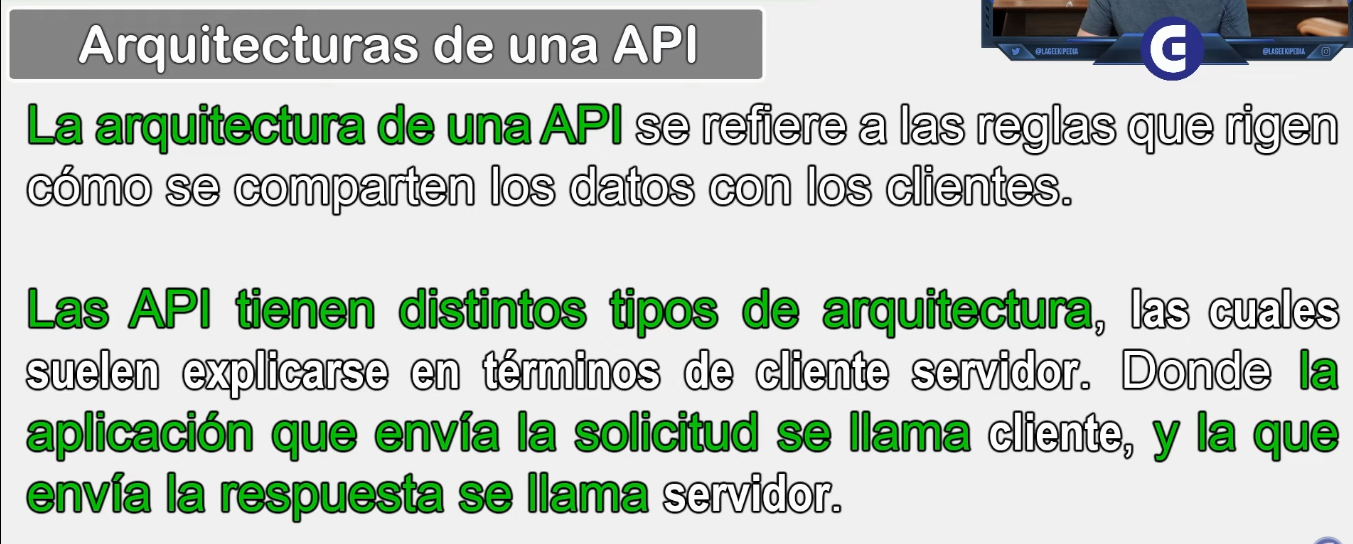 Arquitecturas de una API
@LAGEEKIPEDIA
@LAGEEKIPEDIA
G
La arquitectura de una API se refiere a las reglas que rigen
cómo se comparten los datos con los clientes.
Las API tienen distintos tipos de arquitectura, las cuales
suelen explicarse en términos de cliente servidor. Donde la
aplicación que envía la solicitud se llama cliente, y la que
envía la respuesta se llama servidor.